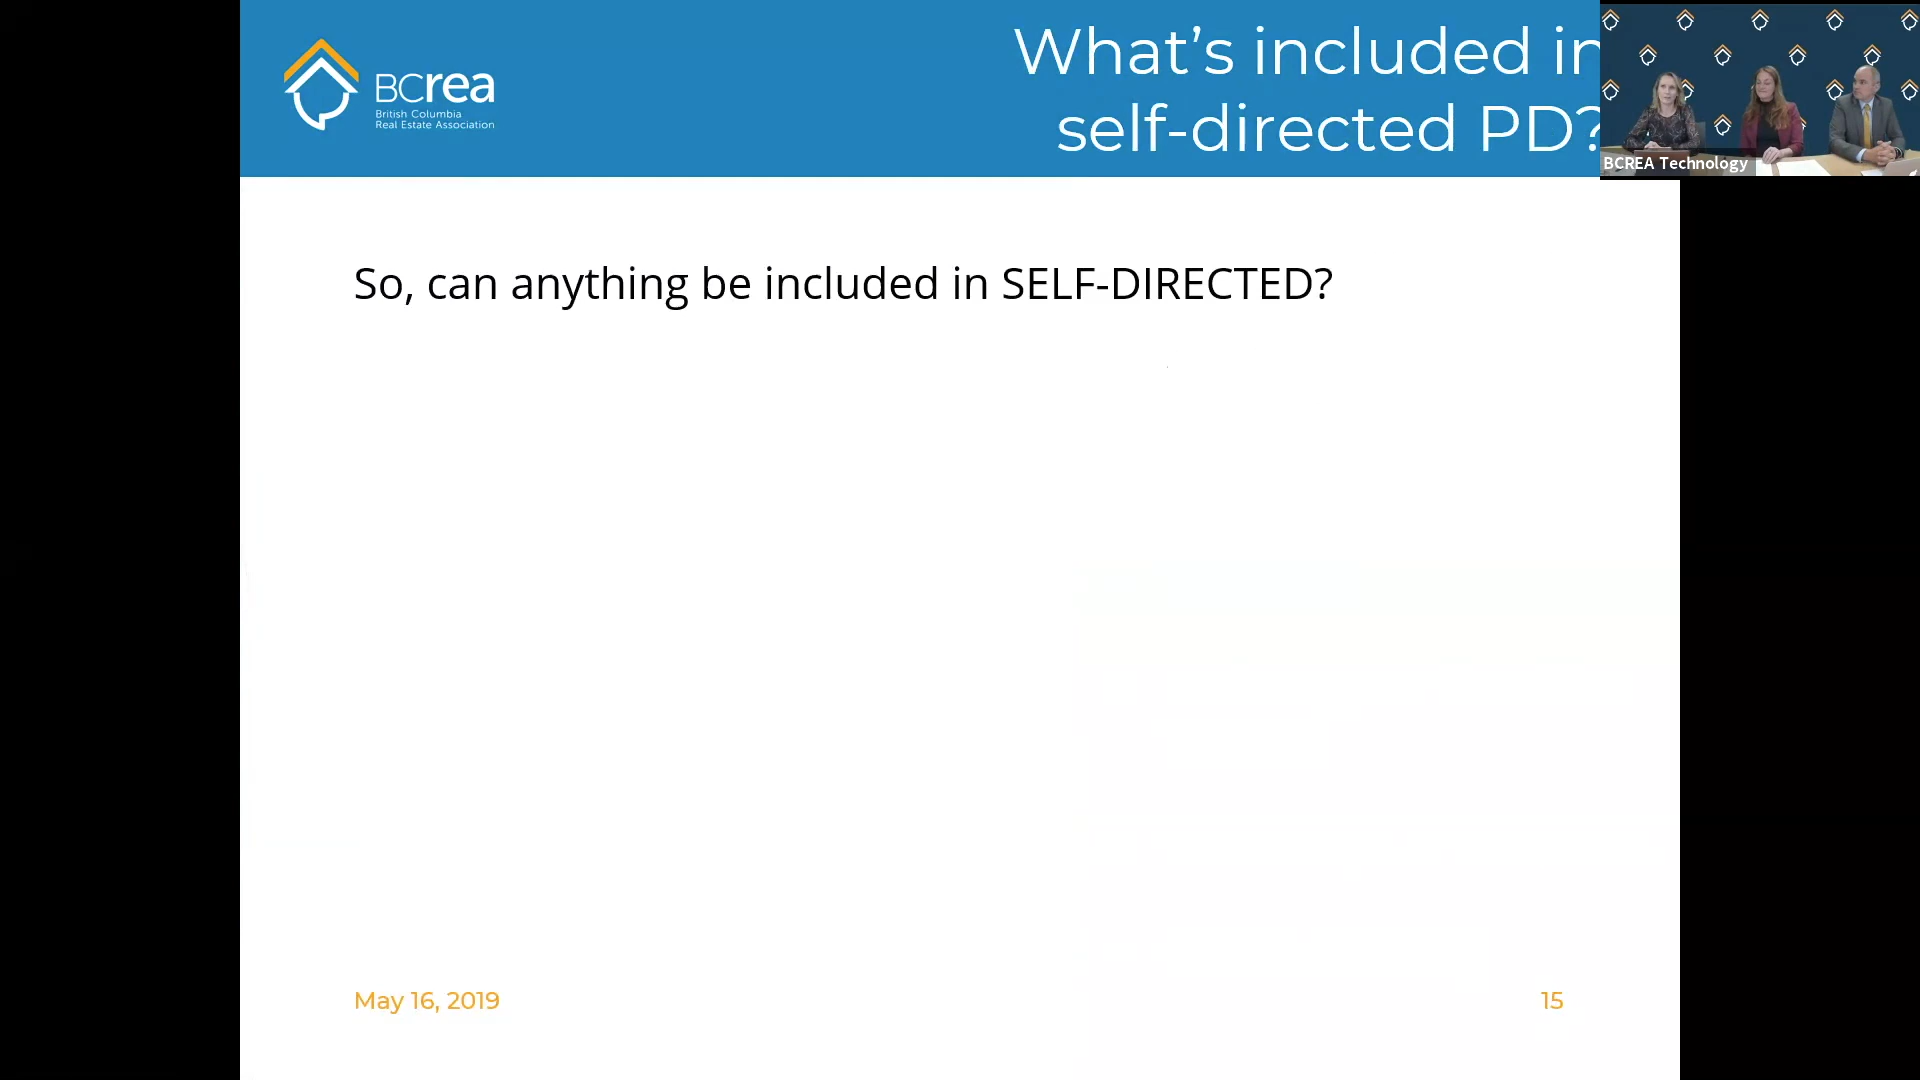 BCrea
British Columbia
Real Estate Association
What's included in
self-directed PD?
BCREA Technology
So, can anything be included in SELF-DIRECTED?
May 16, 2019
15